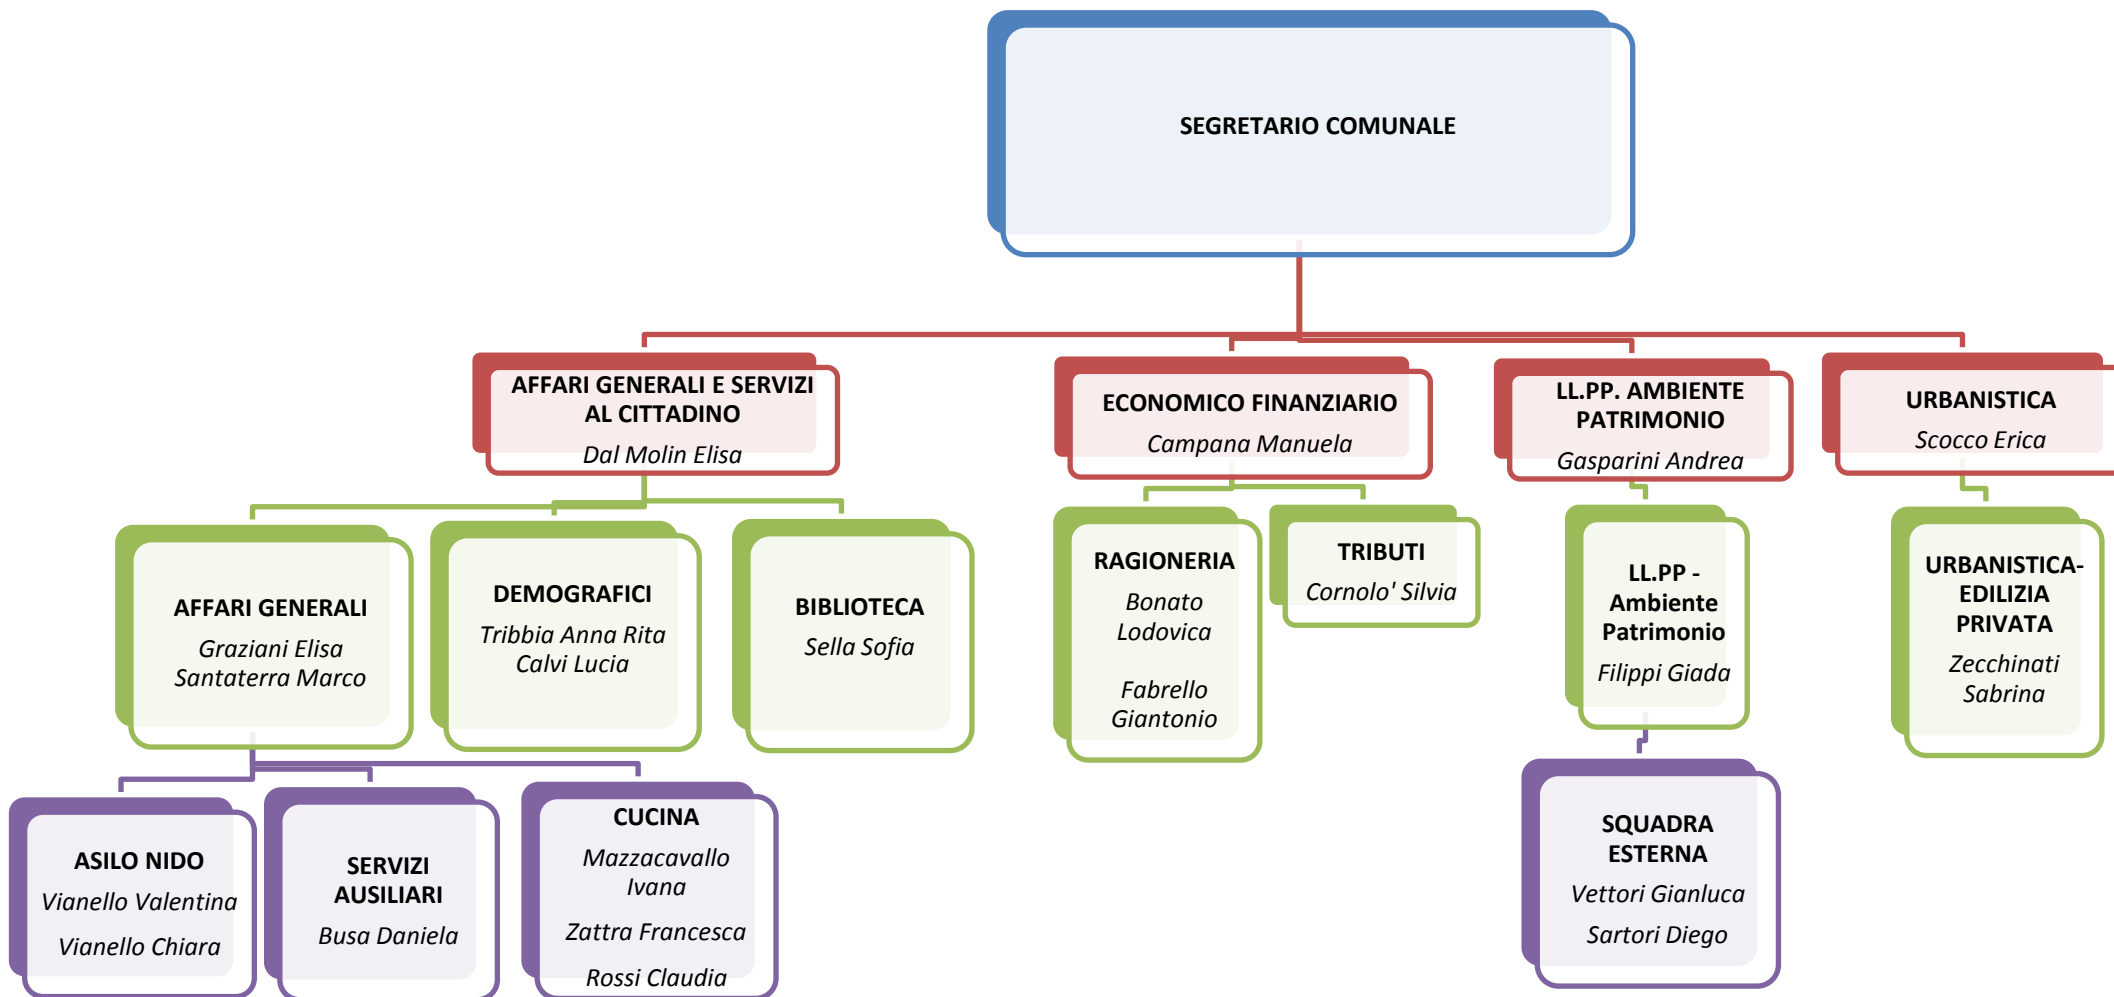 SEGRETARIO COMUNALE
AFFARI GENERALI E SERVIZI
AL CITTADINO
Dal Molin Elisa
ECONOMICO FINANZIARIO
Campana Manuela
LL.PP. AMBIENTE
PATRIMONIO
Gasparini Andrea
URBANISTICA
Scocco Erica
AFFARI GENERALI
Graziani Elisa
Santaterra Marco
DEMOGRAFICI
Tribbia Anna Rita
Calvi Lucia
BIBLIOTECA
Sella Sofia
RAGIONERIA
Bonato
Lodovica
Fabrello
Giantonio
TRIBUTI
Cornolo' Silvia
LL.PP -
Ambiente
Patrimonio
Filippi Giada
URBANISTICA-
EDILIZIA
PRIVATA
Zecchinati
Sabrina
ASILO NIDO
Vianello Valentina
Vianello Chiara
SERVIZI
AUSILIARI
Busa Daniela
CUCINA
Mazzacavallo
Ivana
Zattra Francesca
Rossi Claudia
SQUADRA
ESTERNA
Vettori Gianluca
Sartori Diego